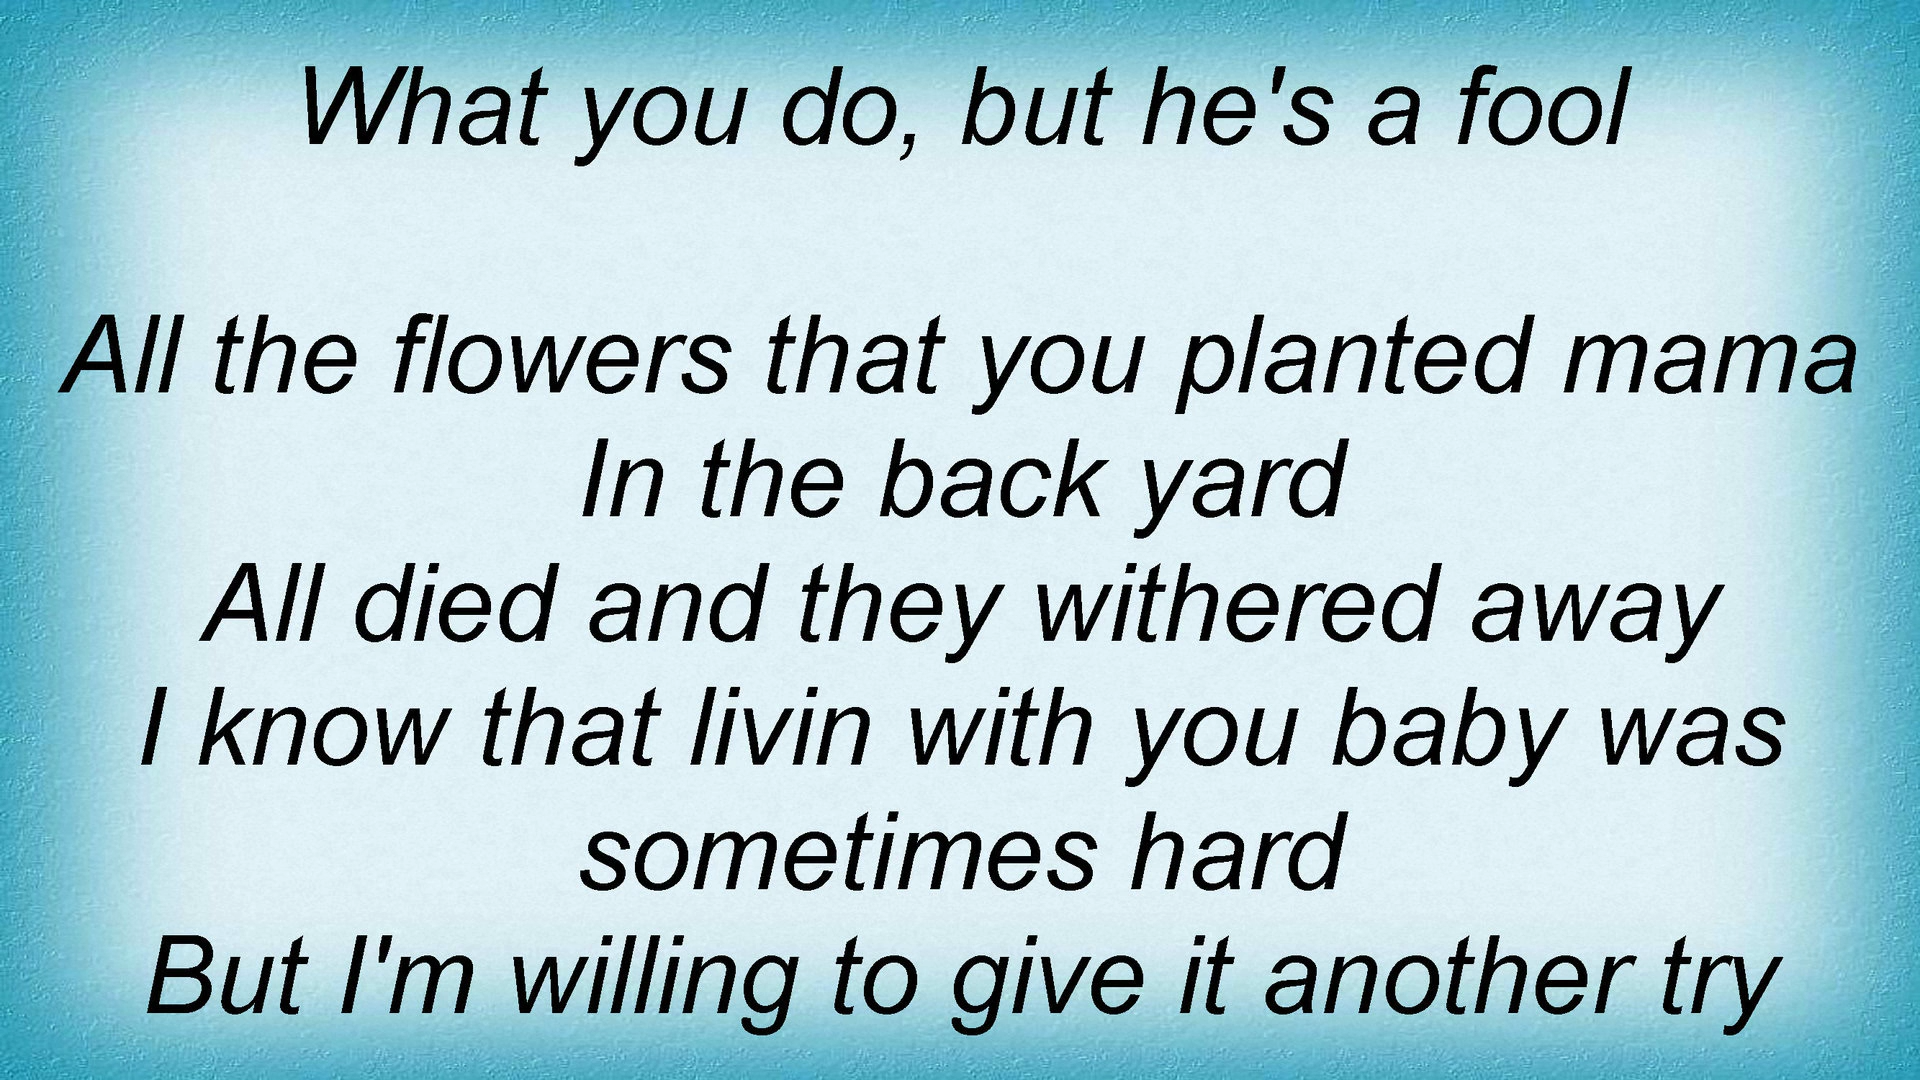 What you do, but he's a fool
All the flowers that you planted mama
In the back yard
All died and they withered away
I know that livin with you baby was
sometimes hard
But I'm willing to give it another try